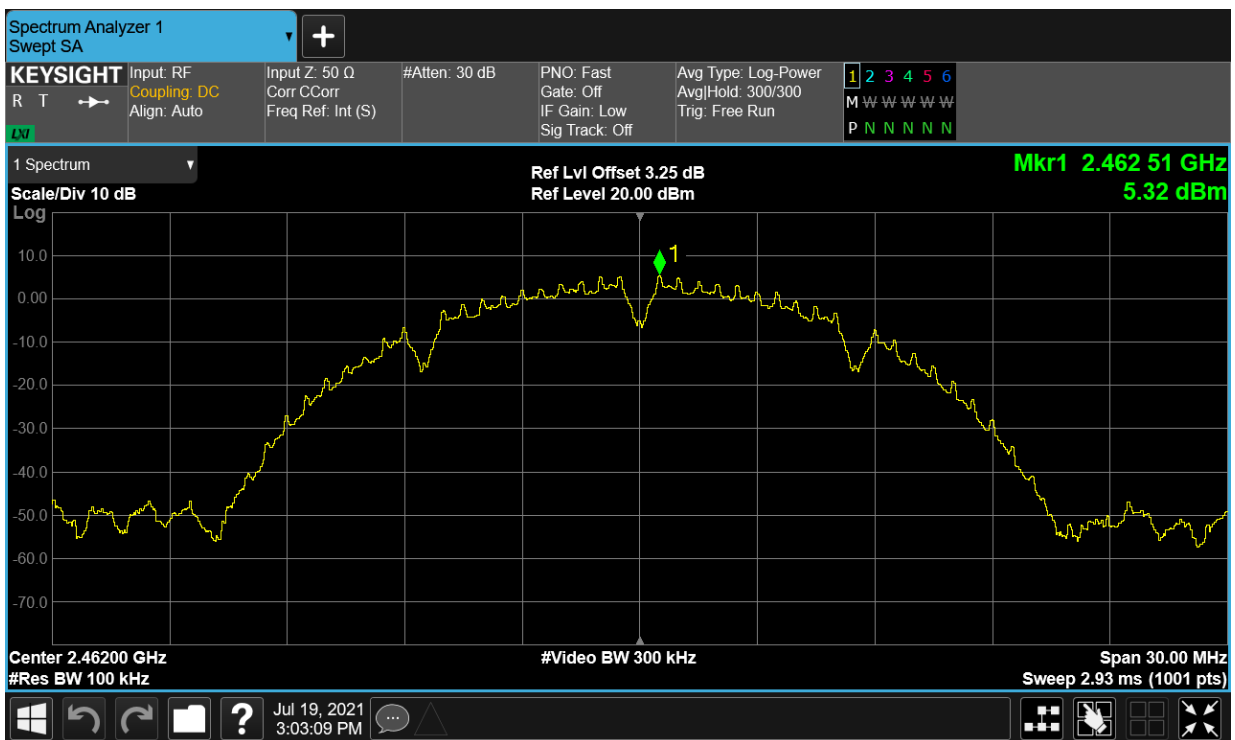 Spectrum Analyzer 1
Swept SA
KEYSIGHT
R T
LXI
Input: RF
Coupling: DC
Align: Auto
Input Z: 50 Ω
Corr CCorr
Freq Ref: Int (S)
#Atten: 30 dB
PNO: Fast
Gate: Off
IF Gain: Low
Sig Track: Off
Avg Type: Log-Power
Avg|Hold: 300/300
Trig: Free Run
1 2 3 4 5 6
M W W W W W
P N N N N N
1 Spectrum
Scale/Div 10 dB
Log
Ref Lvl Offset 3.25 dB
Ref Level 20.00 dBm
Mkr1 2.462 51 GHz
5.32 dBm
1
10.0
0.00
-10.0
-20.0
-30.0
-40.0
-50.0
-60.0
-70.0
Center 2.46200 GHz
#Res BW 100 kHz
#Video BW 300 kHz
Span 30.00 MHz
Sweep 2.93 ms (1001 pts)
?
Jul 19, 2021
3:03:09 PM